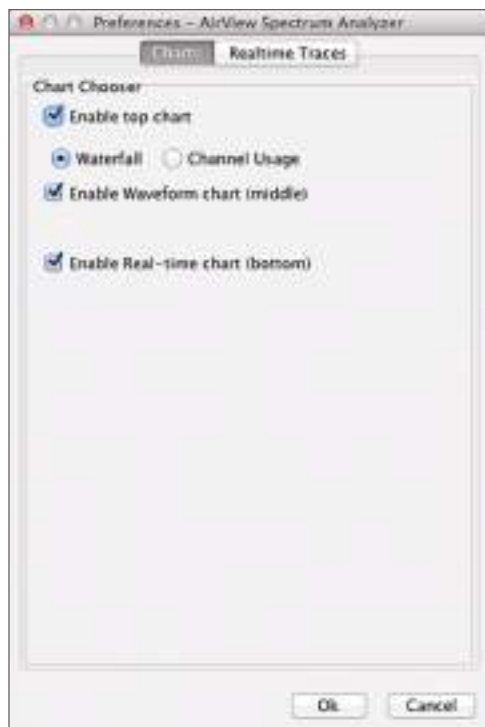 Preferences – AirView Spectrum Analyzer
Charts Realtime Traces
Chart Chooser
Enable top chart
Waterfall Channel Usage
Enable Waveform chart (middle)
Enable Real-time chart (bottom)
Ok Cancel